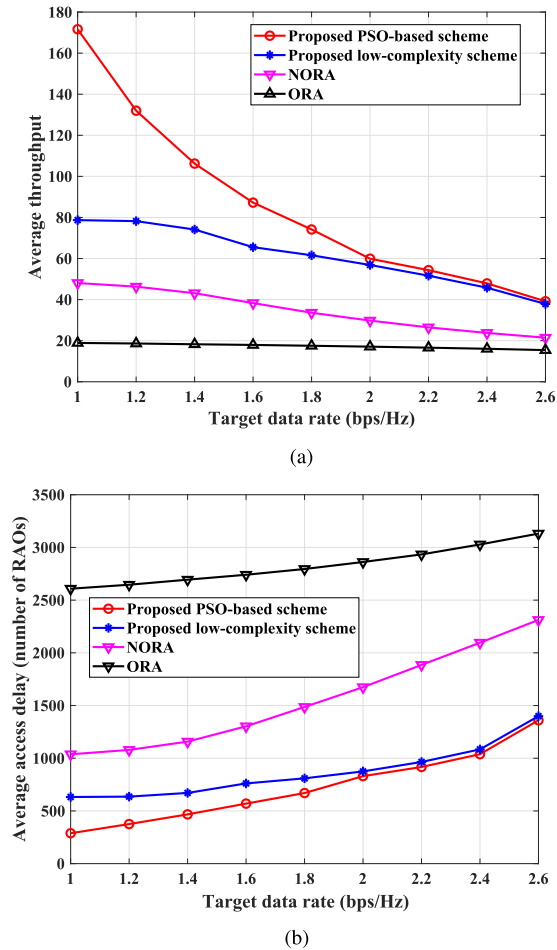 180
160
140
120
100
80
60
40
20
0
Average throughput
Proposed PSO-based scheme
Proposed low-complexity scheme
NORA
ORA
1 1.2 1.4 1.6 1.8 2 2.2 2.4 2.6
Target data rate (bps/Hz)
(a)
3500
3000
2500
2000
1500
1000
500
0
Average access delay (number of RAOs)
Proposed PSO-based scheme
Proposed low-complexity scheme
NORA
ORA
1 1.2 1.4 1.6 1.8 2 2.2 2.4 2.6
Target data rate (bps/Hz)
(b)